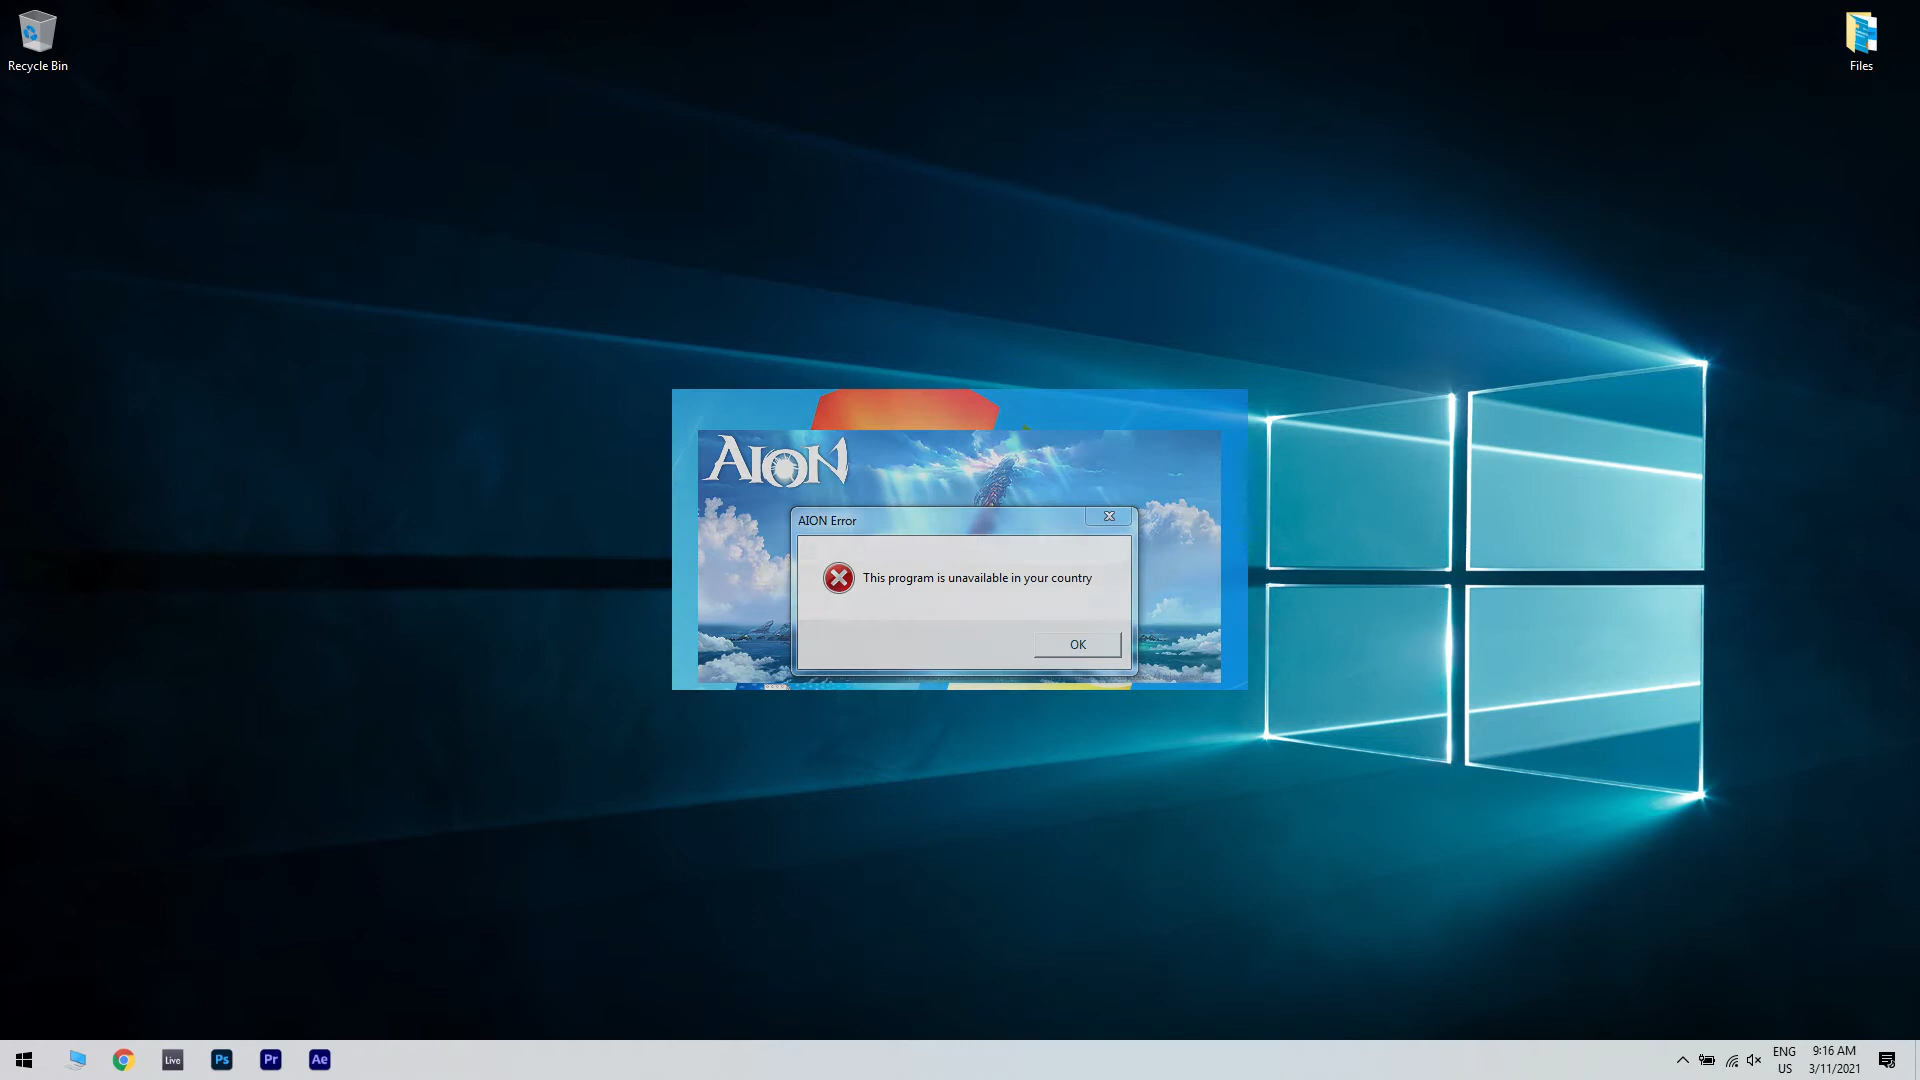 Recycle Bin
Files
AION
AION Error
This program is unavailable in your country
OK
Live
Ps
Pr
Ae
ENG
US
9:16 AM
3/11/2021